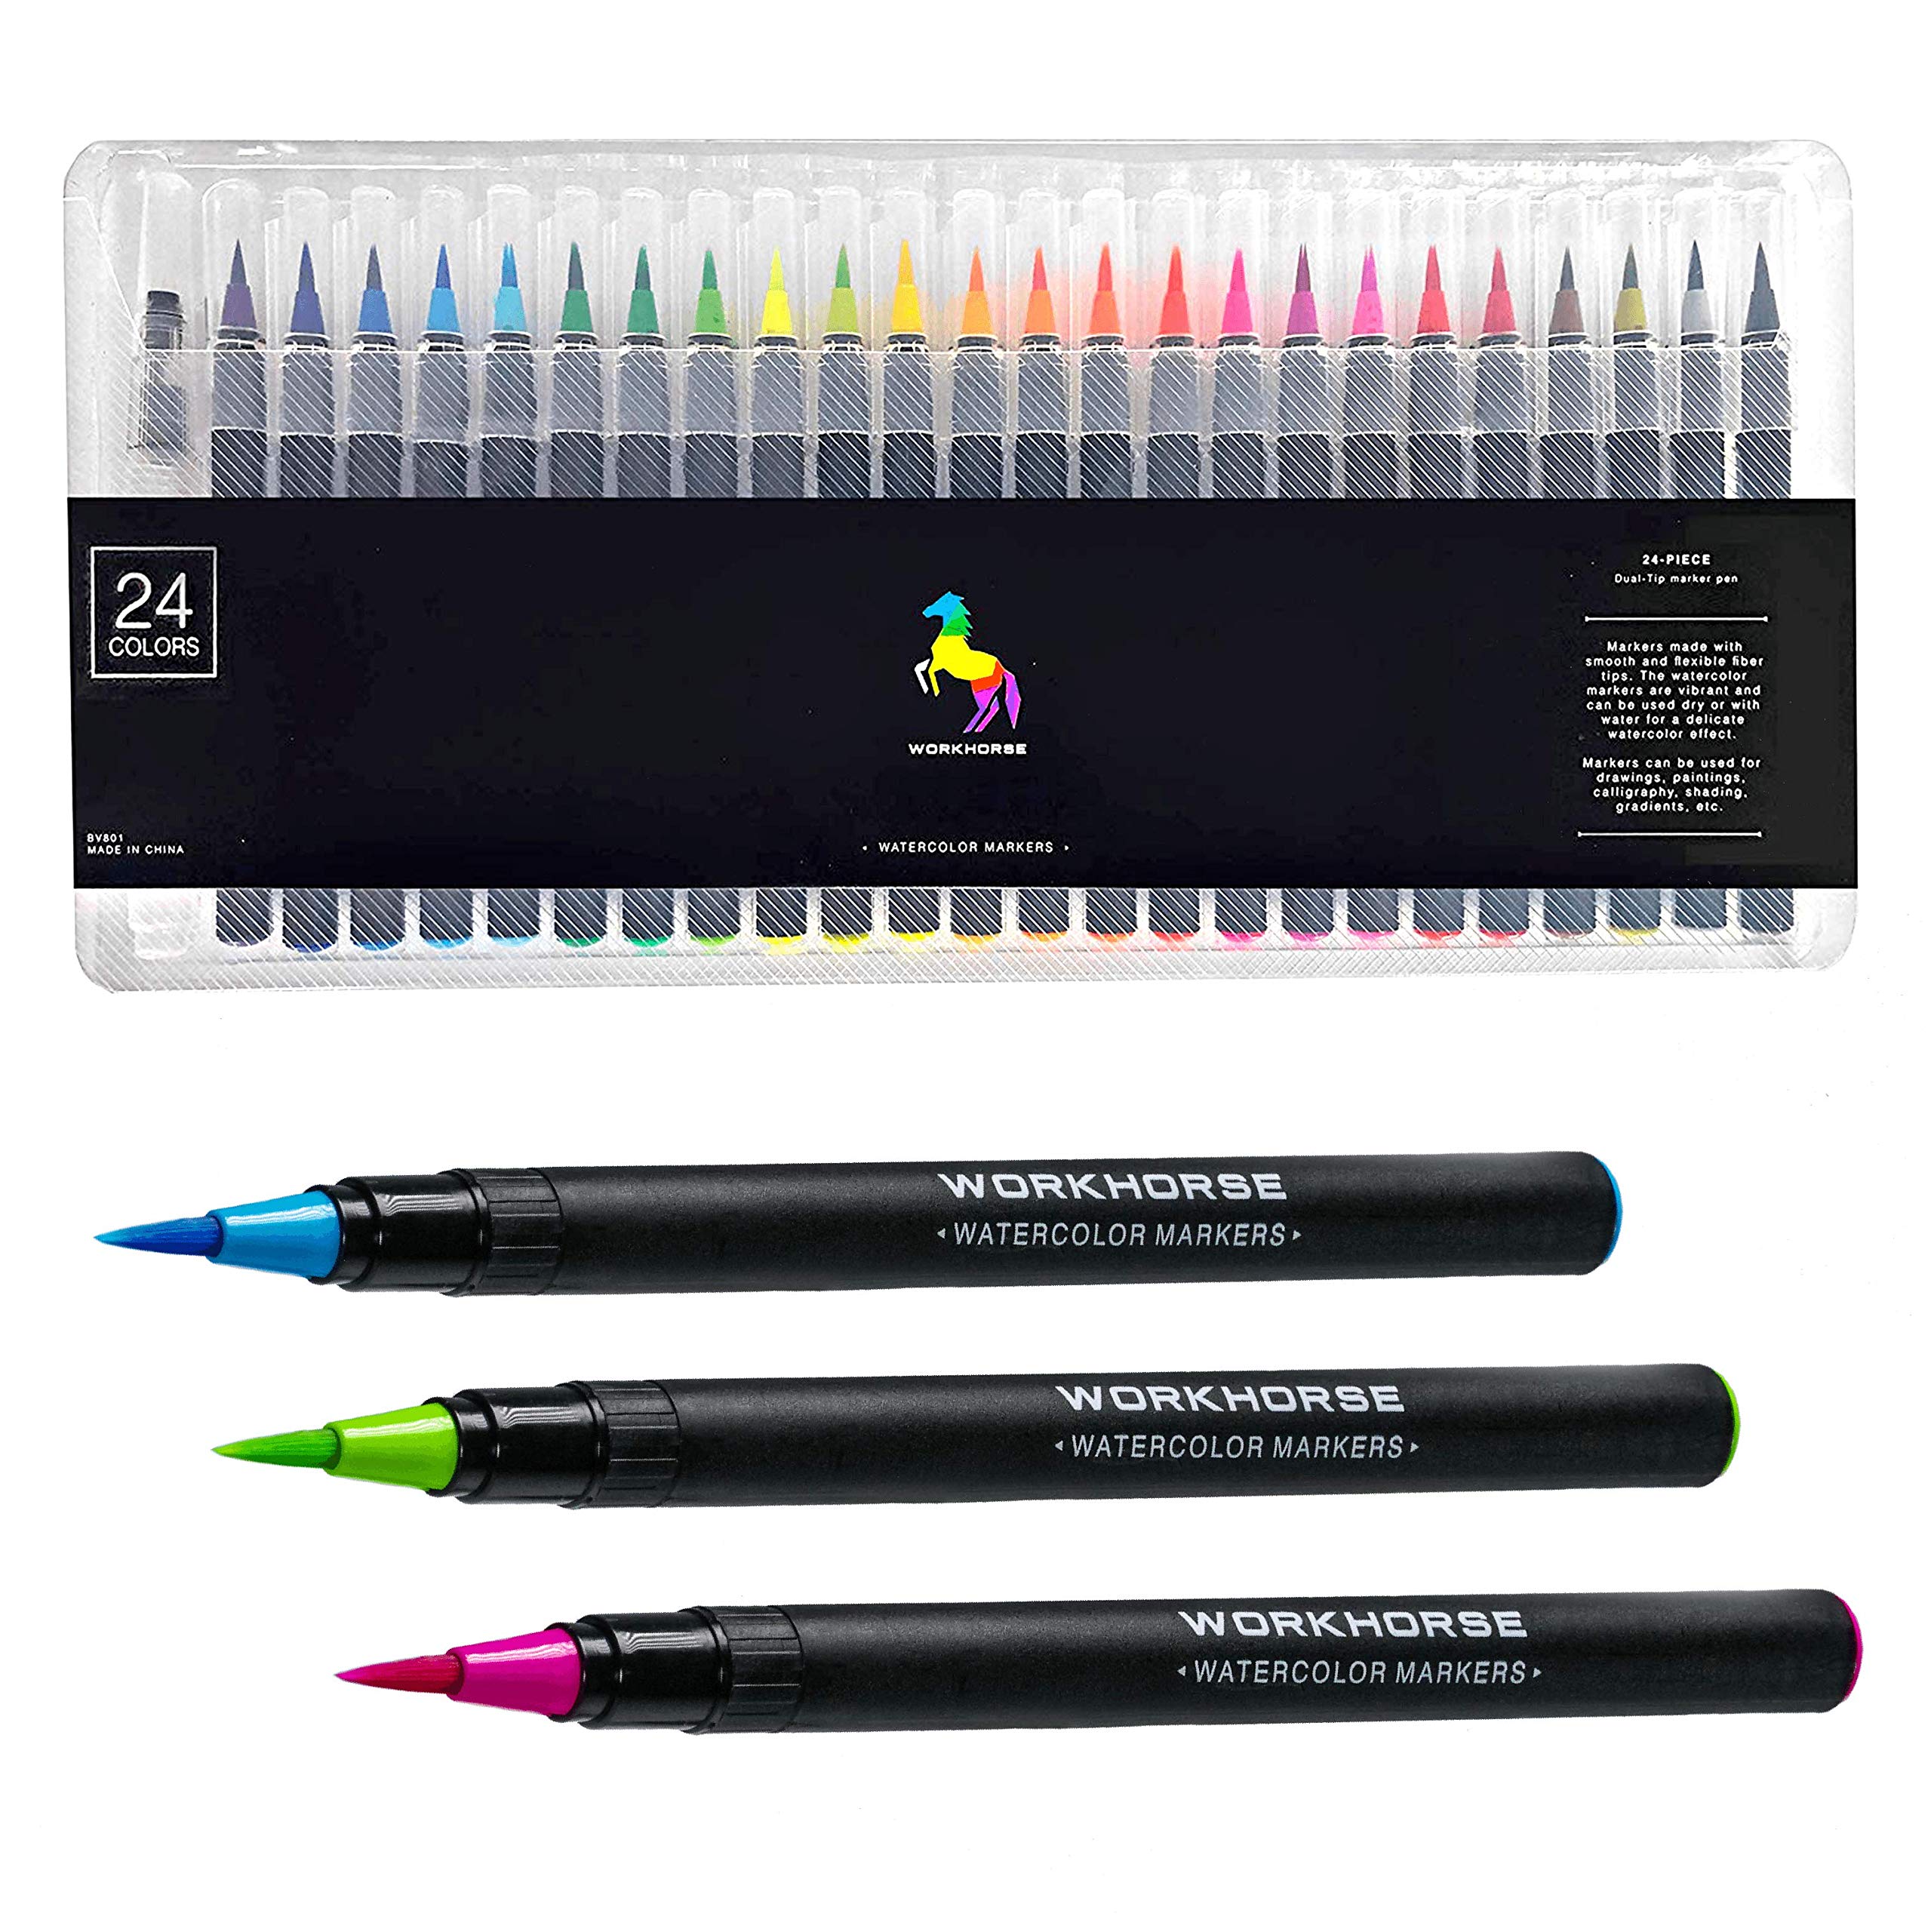 24
COLORS
BV801
MADE IN CHINA
WORKHORSE
WATERCOLOR MARKERS
24-PIECE
Dual-Tip marker pen
Markers made with
smooth and flexible fiber
tips. The watercolor
markers are vibrant and
can be used dry or with
water for a delicate
watercolor effect.
Markers can be used for
drawings, paintings,
calligraphy, shading,
gradients, etc.
WORKHORSE
WATERCOLOR MARKERS
WORKHORSE
WATERCOLOR MARKERS
WORKHORSE
WATERCOLOR MARKERS